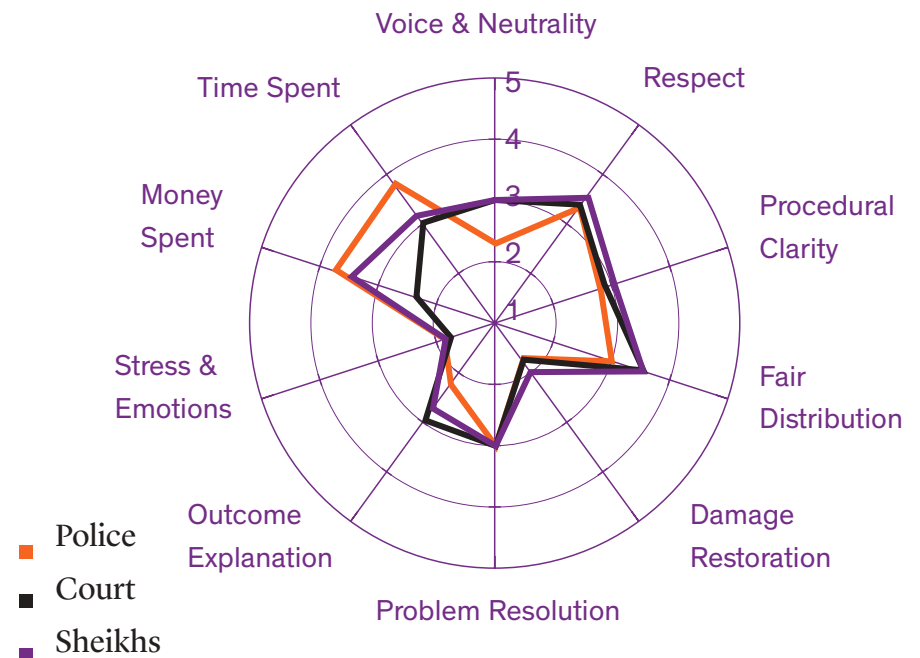 Voice & Neutrality
Time Spent
Respect
5
4
3
2
1
Money
Spent
Procedural
Clarity
Stress &
Emotions
Fair
Distribution
Outcome
Explanation
Damage
Restoration
Problem Resolution
Police
Court
Sheikhs